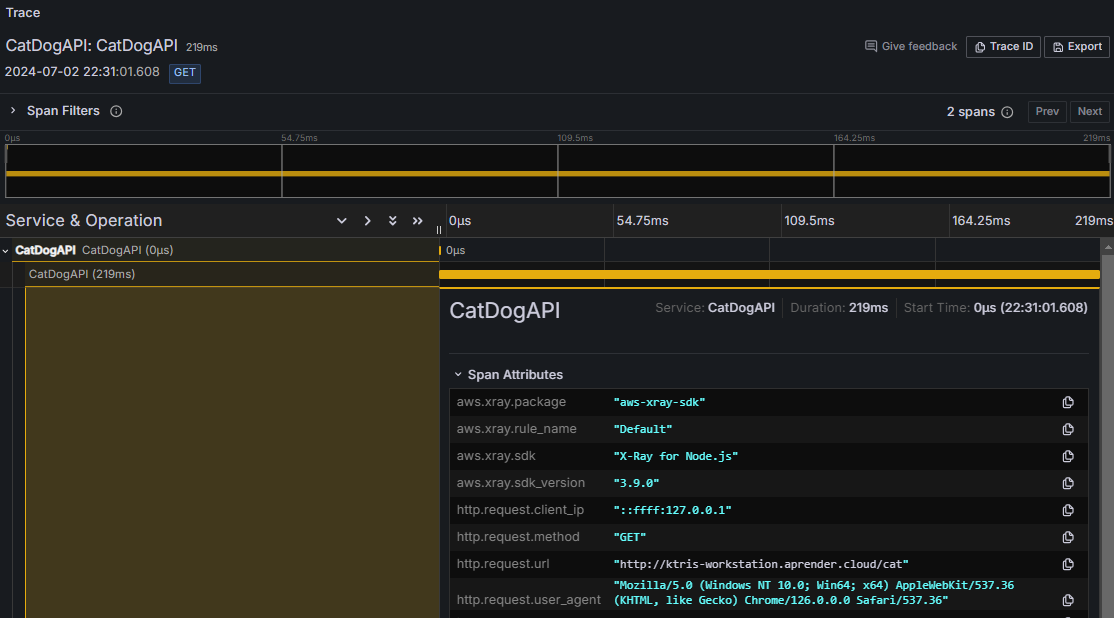 Trace
CatDogAPI: CatDogAPI 219ms
Give feedback
Trace ID
Export
2024-07-02 22:31:01.608 GET
Span Filters
2 spans
Prev
Next
0µs 54.75ms 109.5ms 164.25ms 219ms
Service & Operation
0µs 54.75ms 109.5ms 164.25ms 219ms
CatDogAPI CatDogAPI (0µs)
0µs
CatDogAPI (219ms)
CatDogAPI
Service: CatDogAPI Duration: 219ms Start Time: 0µs (22:31:01.608)
Span Attributes
aws.xray.package "aws-xray-sdk"
aws.xray.rule_name "Default"
aws.xray.sdk "X-Ray for Node.js"
aws.xray.sdk_version "3.9.0"
http.request.client_ip "::ffff:127.0.0.1"
http.request.method "GET"
http.request.url "http://ktris-workstation.aprender.cloud/cat"
http.request.user_agent "Mozilla/5.0 (Windows NT 10.0; Win64; x64) AppleWebKit/537.36
(KHTML, like Gecko) Chrome/126.0.0.0 Safari/537.36"